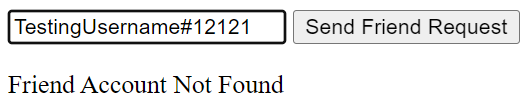 TestingUsername#12121 Send Friend Request
Friend Account Not Found